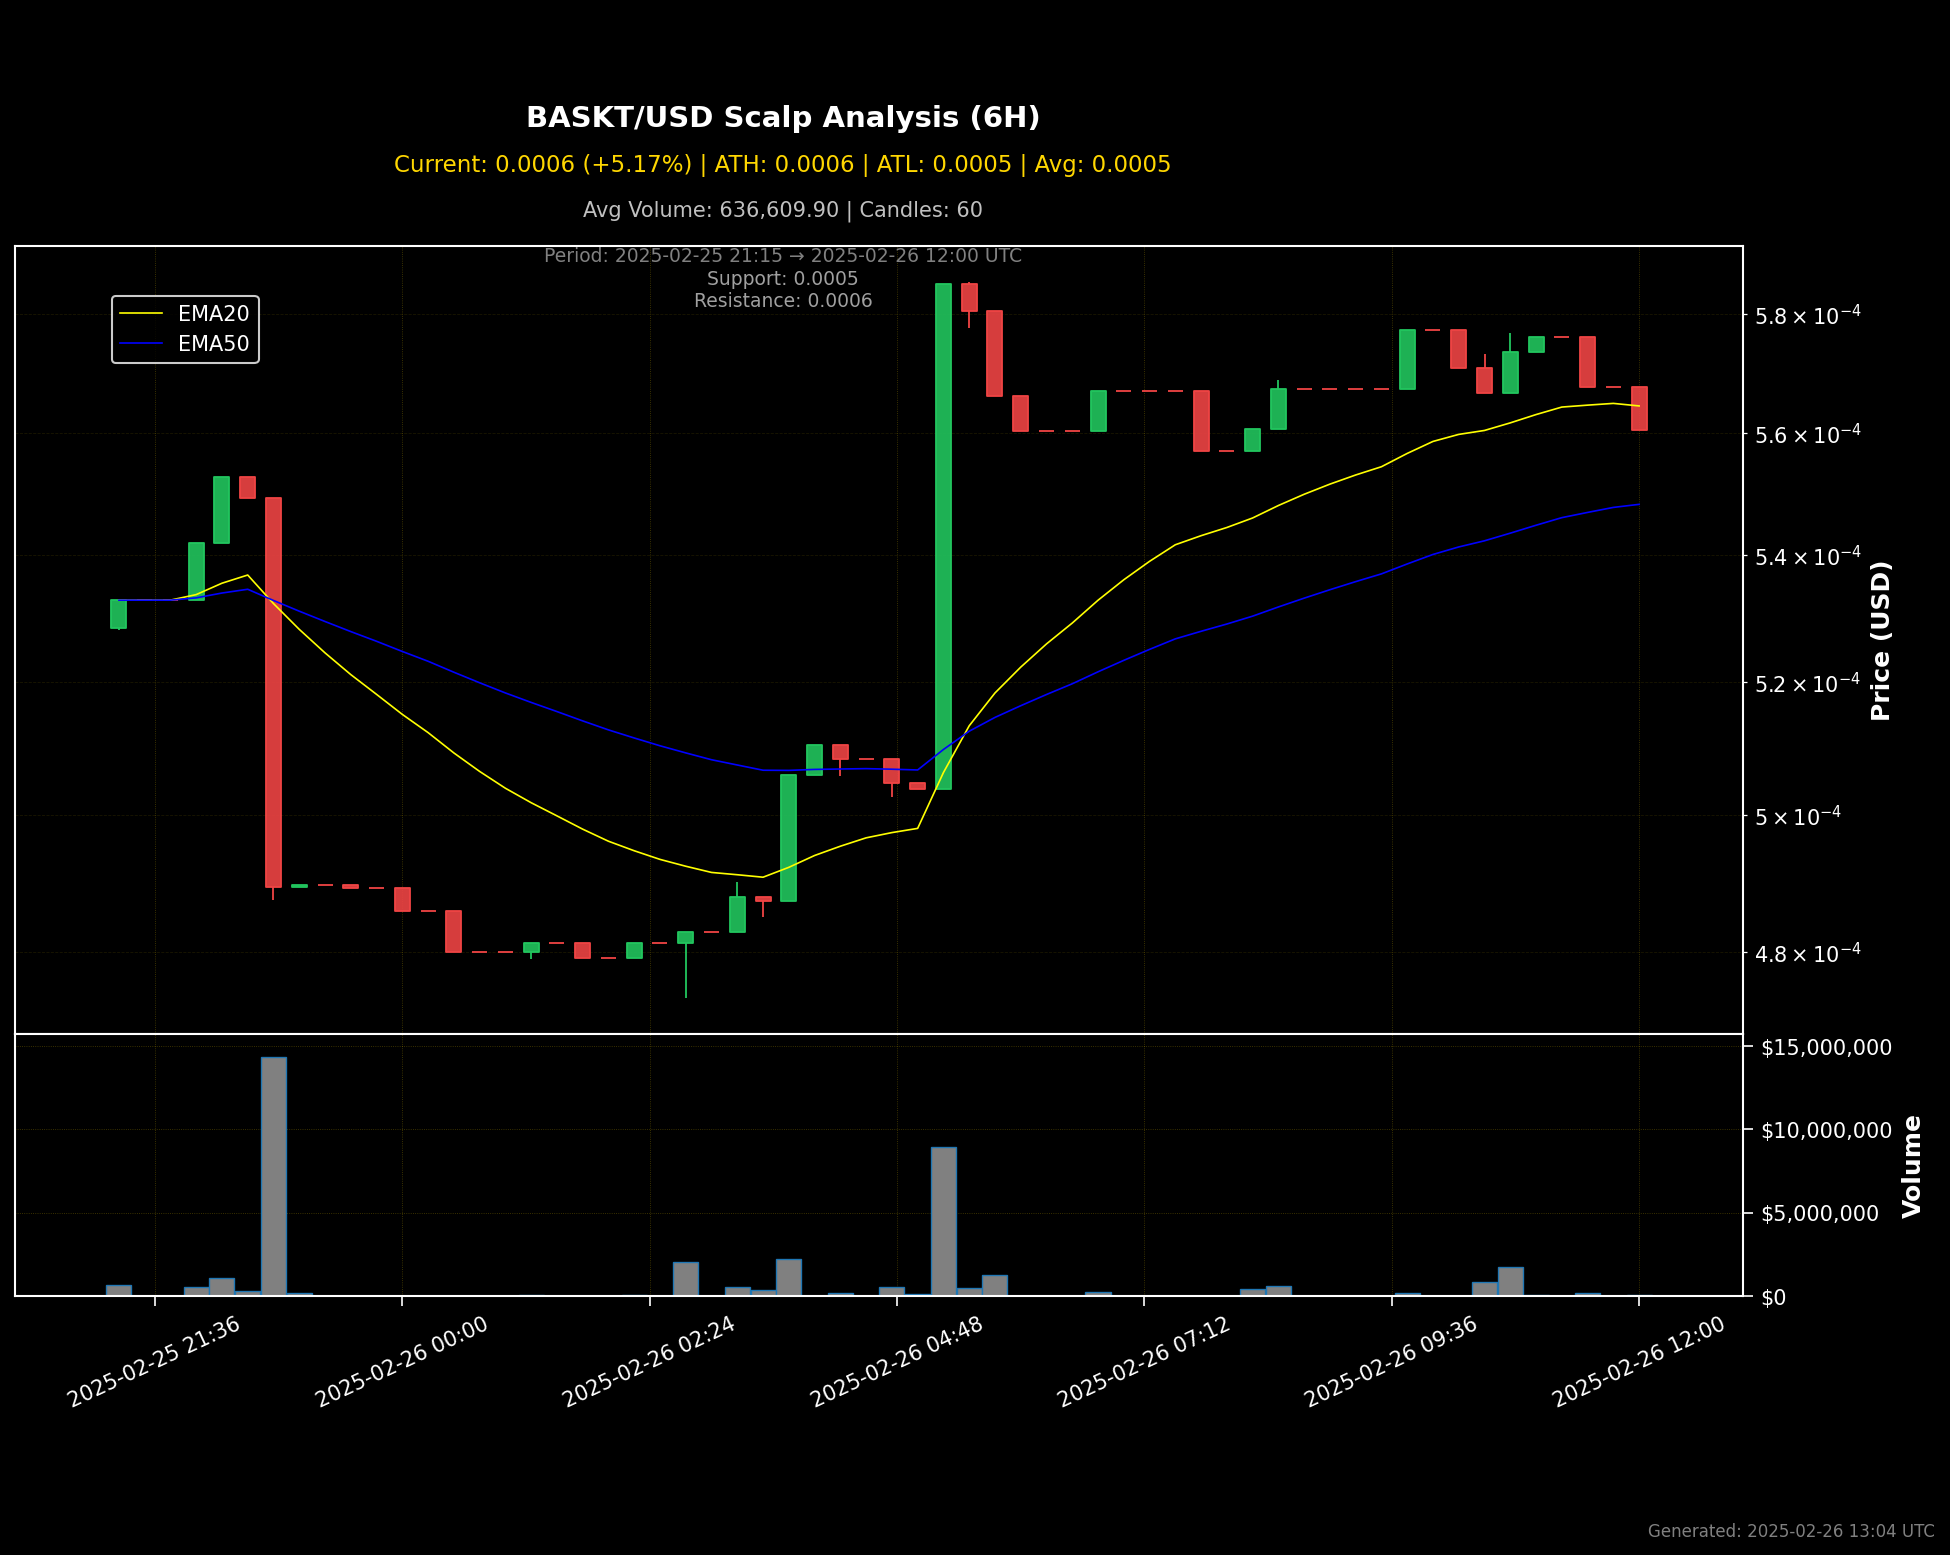 BASKT/USD Scalp Analysis (6H)
Current: 0.0006 (+5.17%) | ATH: 0.0006 | ATL: 0.0005 | Avg: 0.0005
Avg Volume: 636,609.90 | Candles: 60
Period: 2025-02-25 21:15 → 2025-02-26 12:00 UTC
Support: 0.0005
Resistance: 0.0006
EMA20
EMA50
5.8 × 10⁻⁴
5.6 × 10⁻⁴
5.4 × 10⁻⁴
5.2 × 10⁻⁴
5 × 10⁻⁴
4.8 × 10⁻⁴
Price (USD)
$15,000,000
$10,000,000
$5,000,000
$0
Volume
2025-02-25 21:36
2025-02-26 00:00
2025-02-26 02:24
2025-02-26 04:48
2025-02-26 07:12
2025-02-26 09:36
2025-02-26 12:00
Generated: 2025-02-26 13:04 UTC